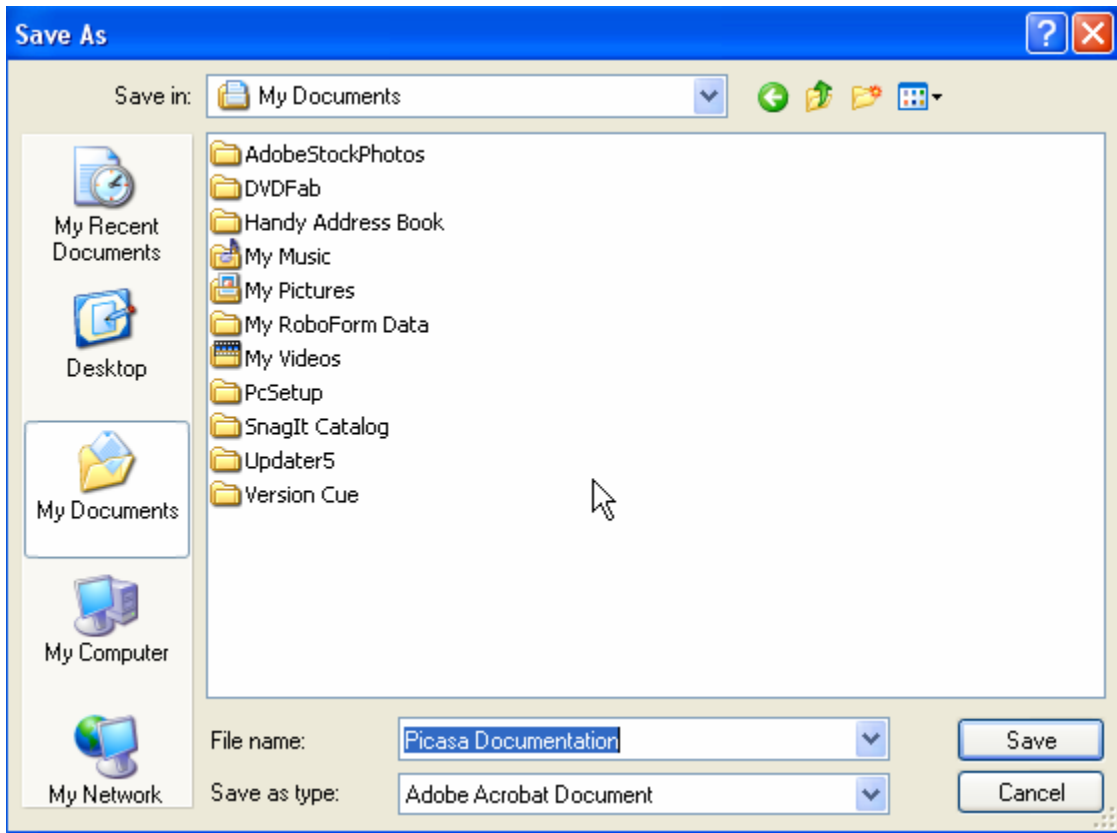 Save As
Save in:
My Documents
My Recent
Documents
Desktop
My Documents
My Computer
My Network
AdobeStockPhotos
DVDFab
Handy Address Book
My Music
My Pictures
My RoboForm Data
My Videos
PcSetup
SnagIt Catalog
Updater5
Version Cue
File name:
Picasa Documentation
Save
Save as type:
Adobe Acrobat Document
Cancel